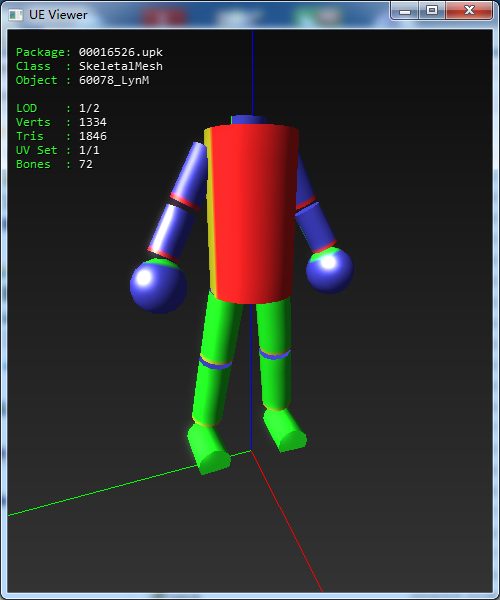 UE Viewer
Package: 00016526.upk
Class  : SkeletalMesh
Object : 60078_LynM
LOD    : 1/2
Verts  : 1334
Tris   : 1846
UV Set : 1/1
Bones  : 72